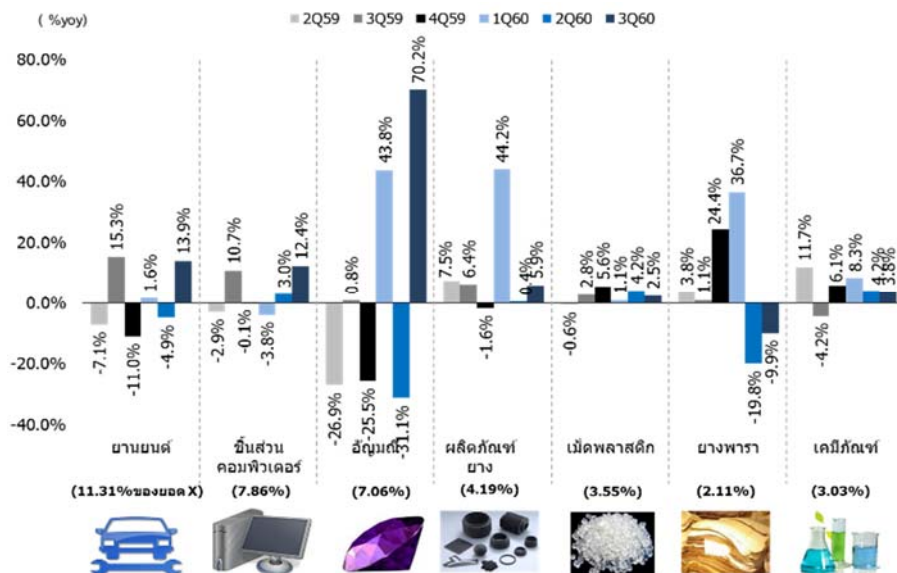 ( %yoy)
2Q59 3Q59 4Q59 1Q60 2Q60 3Q60
80.0%
60.0%
40.0%
20.0%
0.0%
-20.0%
-40.0%
-7.1% 15.3% -11.0% 1.6% -4.9% 13.9%
-2.9% 10.7% -0.1% -3.8% 3.0% 12.4%
-26.9% 0.8% -25.5% 43.8% -31.1% 70.2%
7.5% 6.4% -1.6% 44.2% 0.4% 5.9%
-0.6% 2.8% 5.6% 1.1% 4.2% 2.5%
3.8% 1.1% 24.4% 36.7% -19.8% -9.9%
11.7% -4.2% 6.1% 8.3% 4.2% 3.8%
ยานยนต์
(11.31%ของยอดX)
ชิ้นส่วน
คอมพิวเตอร์
(7.86%)
อัญมณี
(7.06%)
ผลิตภัณฑ์
ยาง
(4.19%)
เม็ดพลาสติก
(3.55%)
ยางพารา
(2.11%)
เคมีภัณฑ์
(3.03%)